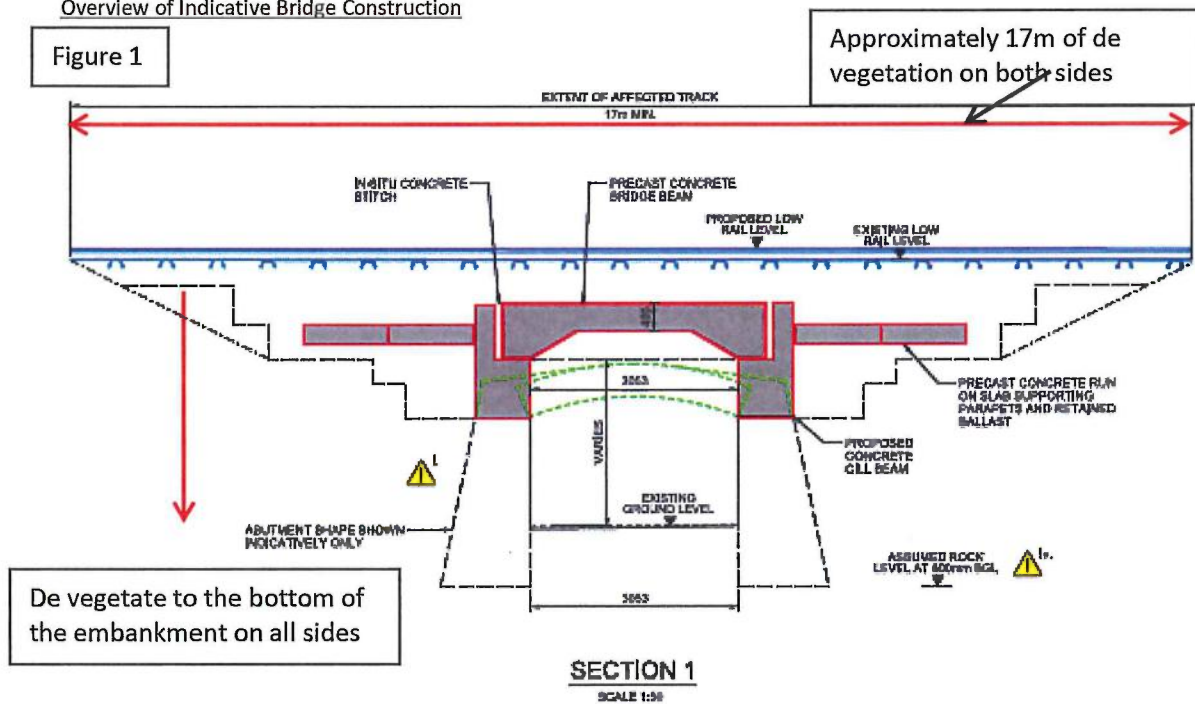 Overview of Indicative Bridge Construction
Figure 1
Approximately 17m of de
vegetation on both sides
EXTENT OF AFFECTED TRACK
17m MIN.
IN-SITU CONCRETE
STITCH
PRECAST CONCRETE
BRIDGE BEAM
PROPOSED LOW
RAIL LEVEL
EXISTING LOW
RAIL LEVEL
3053
VARIES
PRECAST CONCRETE RUN
ON SLAB SUPPORTING
PARAPETS AND RETAINED
BALLAST
PROPOSED
CONCRETE
CILL BEAM
EXISTING
GROUND LEVEL
ABUTMENT SHAPE SHOWN
INDICATIVELY ONLY
ASSUMED ROCK
LEVEL AT 600mm BGL
3053
De vegetate to the bottom of
the embankment on all sides
SECTION 1
SCALE 1:50